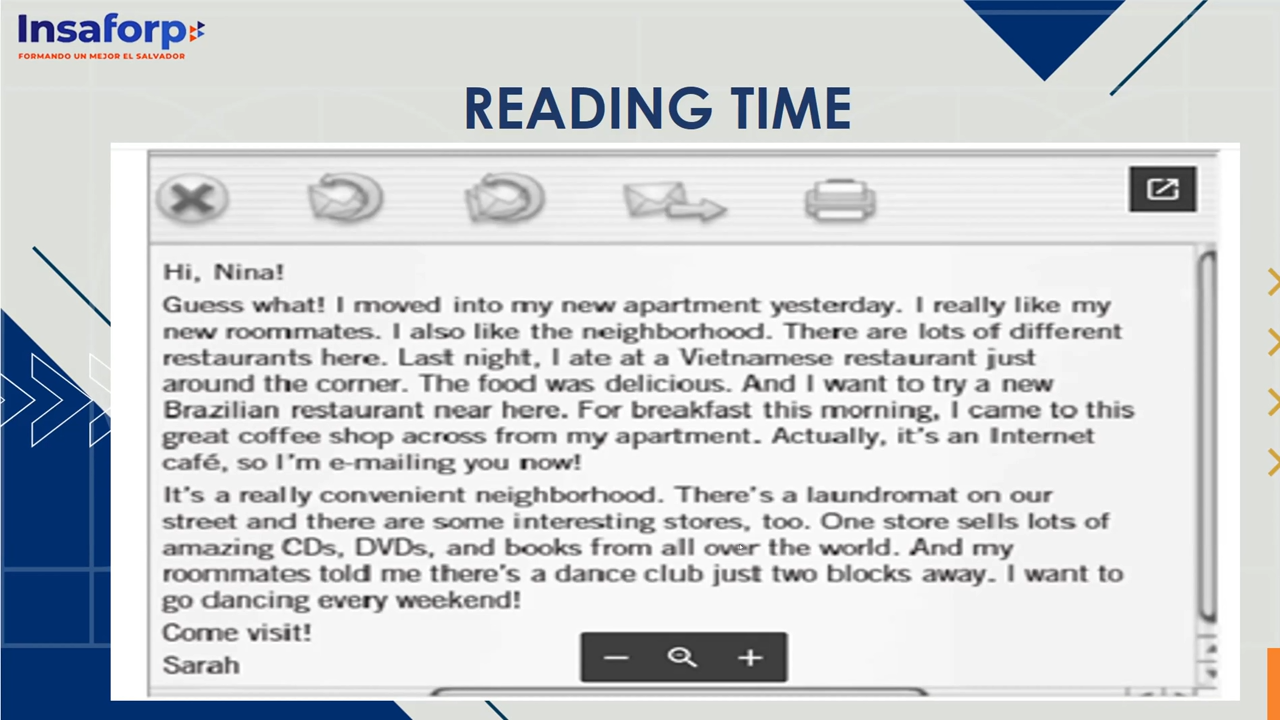 Insaforp
FORMANDO UN MEJOR EL SALVADOR
READING TIME
Hi, Nina!
Guess what! I moved into my new apartment yesterday. I really like my
new roommates. I also like the neighborhood. There are lots of different
restaurants here. Last night, I ate at a Vietnamese restaurant just
around the corner. The food was delicious. And I want to try a new
Brazilian restaurant near here. For breakfast this morning, I came to this
great coffee shop across from my apartment. Actually, it's an Internet
café, so I'm e-mailing you now!
It's a really convenient neighborhood. There's a laundromat on our
street and there are some interesting stores, too. One store sells lots of
amazing CDs, DVDs, and books from all over the world. And my
roommates told me there's a dance club just two blocks away. I want to
go dancing every weekend!
Come visit!
Sarah